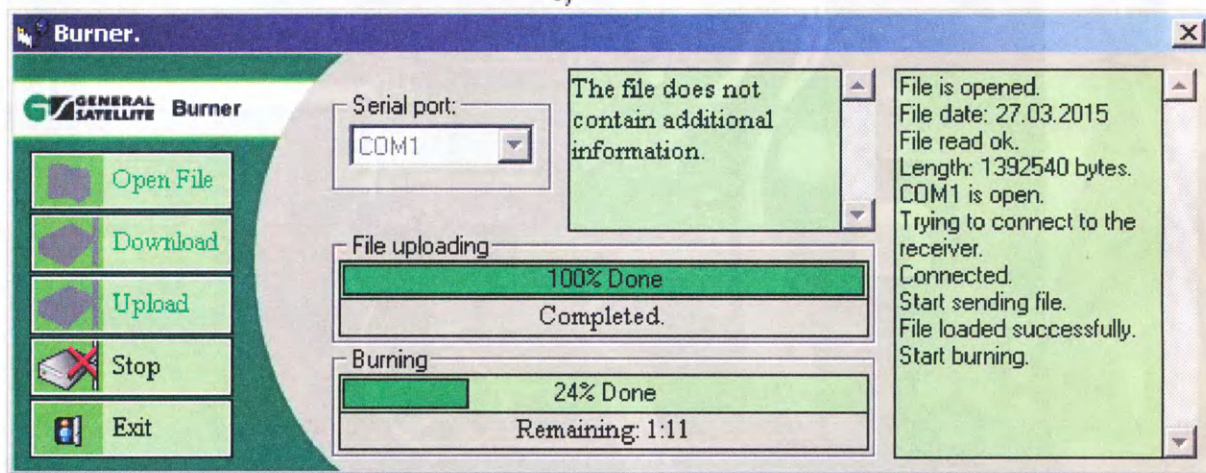 Burner.
GENERAL
SATELLITE
Burner
Open File
Download
Upload
Stop
Exit
Serial port:
COM1
The file does not
contain additional
information.
File uploading
100% Done
Completed.
Burning
24% Done
Remaining: 1:11
File is opened.
File date: 27.03.2015
File read ok.
Length: 1392540 bytes.
COM1 is open.
Trying to connect to the
receiver.
Connected.
Start sending file.
File loaded successfully.
Start burning.